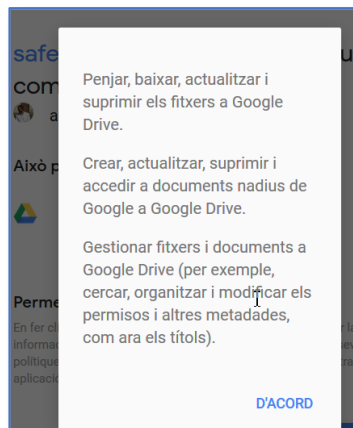 safe
com
a
Això p
Perme
En fer cl
informac
polítique
aplicacio
Penjar, baixar, actualitzar i
suprimir els fitxers a Google
Drive.
Crear, actualitzar, suprimir i
accedir a documents nadius de
Google a Google Drive.
Gestionar fitxers i documents a
Google Drive (per exemple,
cercar, organitzar i modificar els
permisos i altres metadades,
com ara els títols).
D'ACORD